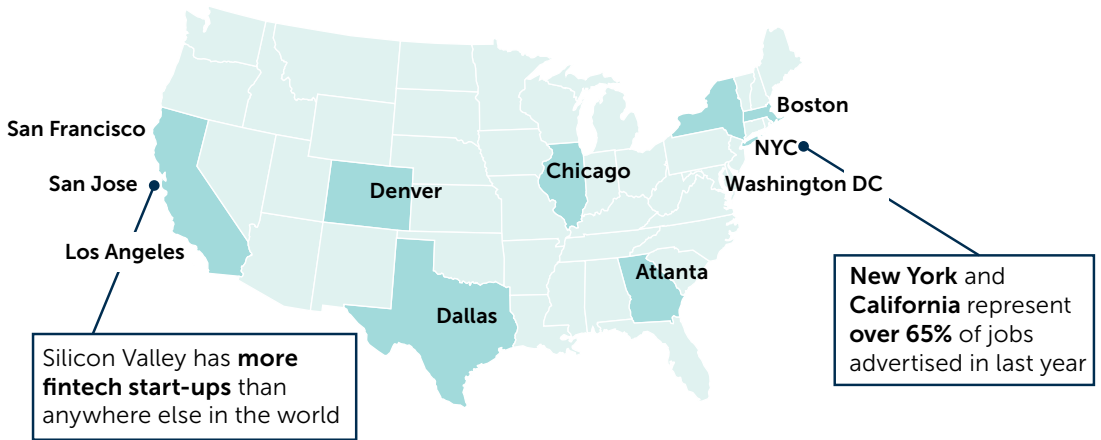 Boston
San Francisco
NYC
Chicago
San Jose
Denver
Washington DC
Los Angeles
Atlanta
Dallas
New York and
California represent
over 65% of jobs
advertised in last year
Silicon Valley has more
fintech start-ups than
anywhere else in the world